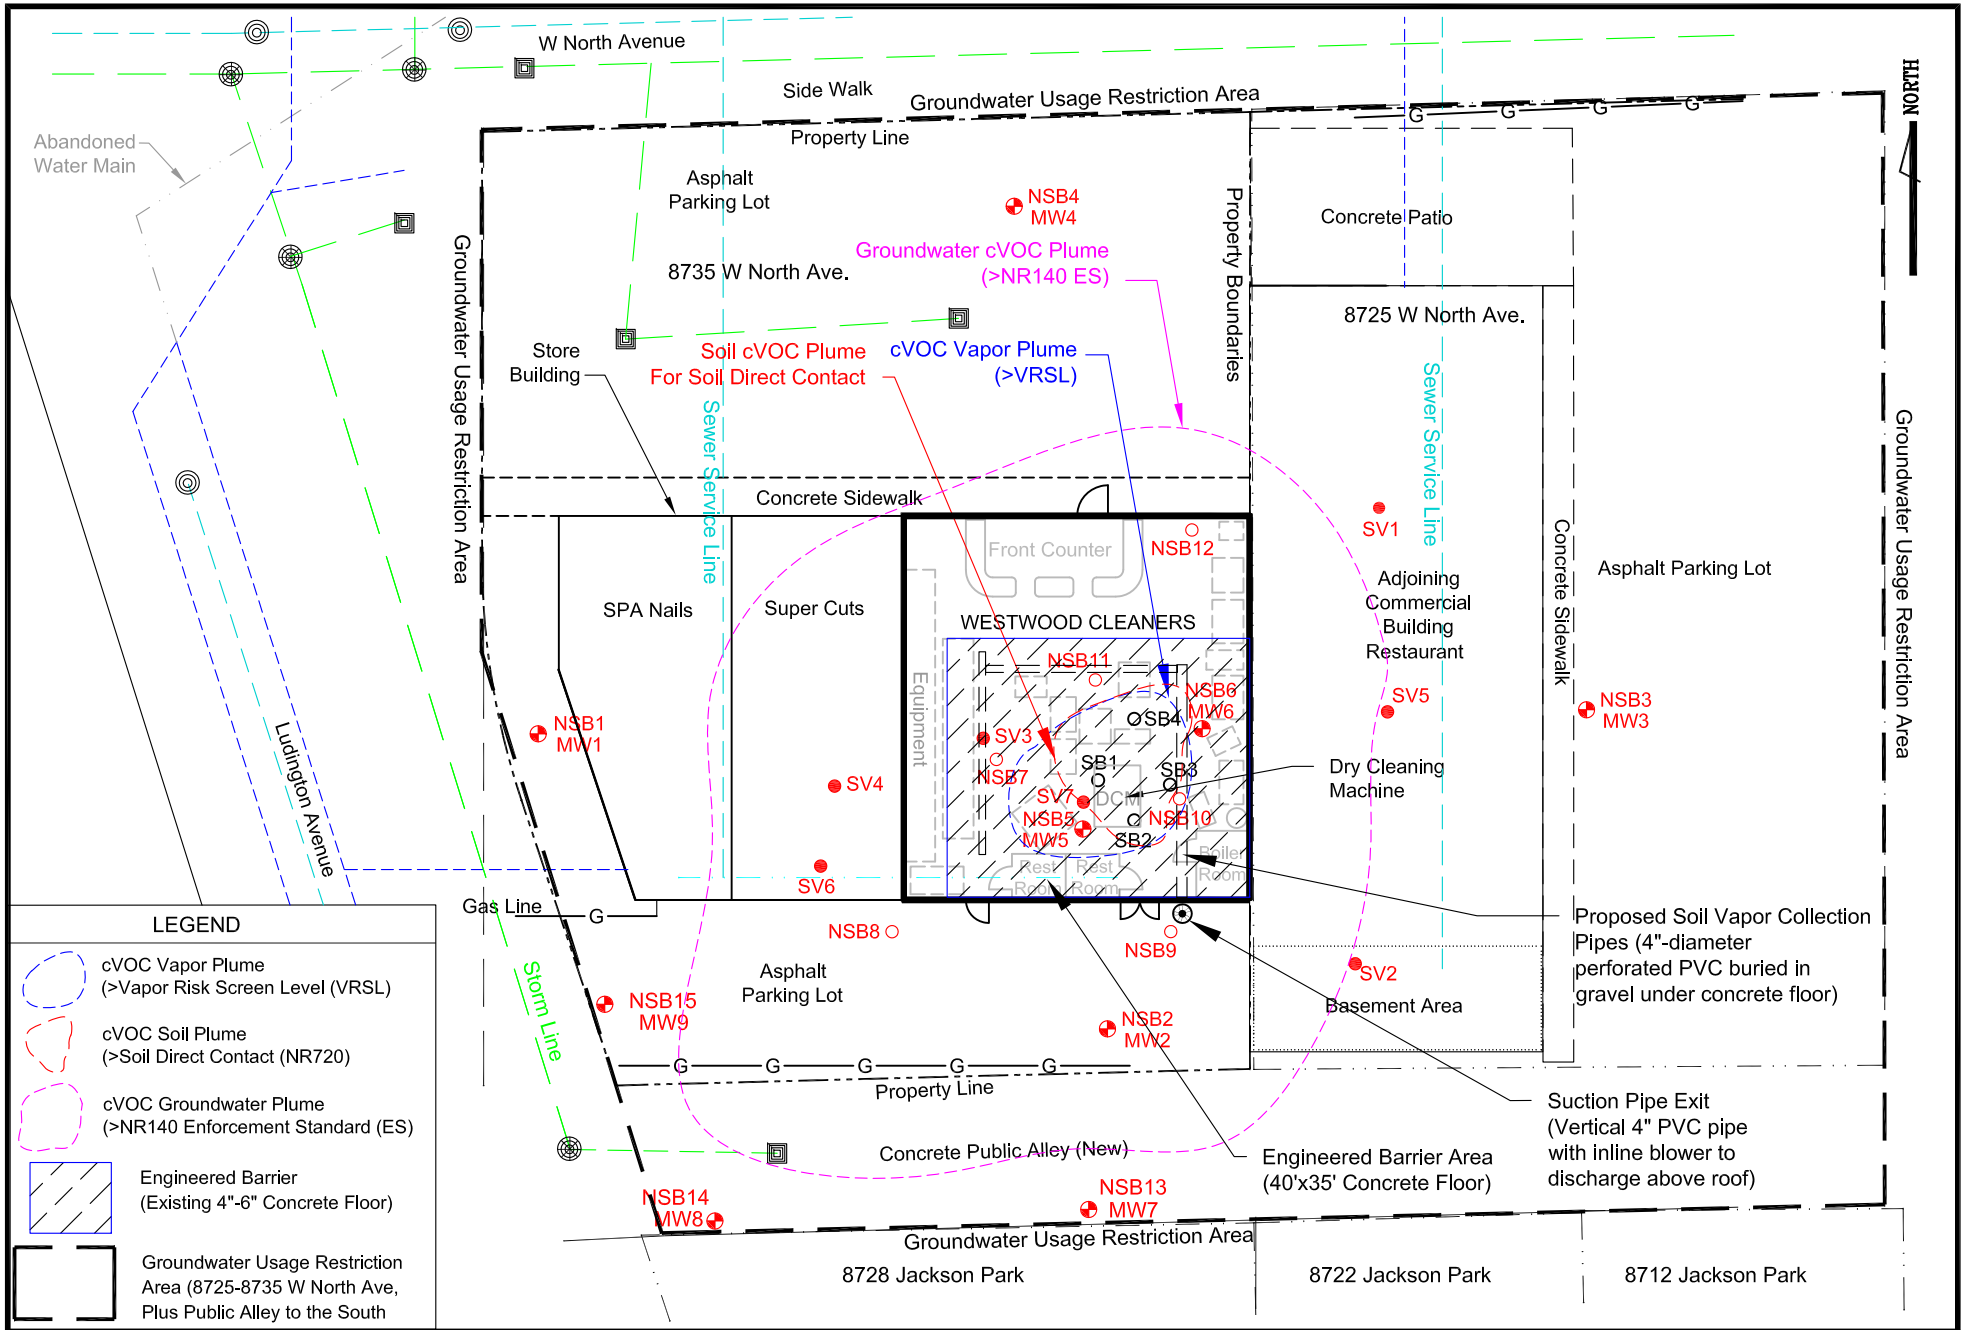 W North Avenue
Side Walk
Groundwater Usage Restriction Area
Property Line
NORTH
Abandoned
Water Main
Asphalt
Parking Lot
NSB4
MW4
Groundwater cVOC Plume
(>NR140 ES)
8735 W North Ave.
Property Boundaries
Concrete Patio
8725 W North Ave.
Groundwater Usage Restriction Area
Store
Building
Soil cVOC Plume
For Soil Direct Contact
cVOC Vapor Plume
(>VRSL)
Sewer Service Line
Sewer Service Line
Groundwater Usage Restriction Area
Concrete Sidewalk
Front Counter
NSB12
SV1
Concrete Sidewalk
Asphalt Parking Lot
SPA Nails
Super Cuts
WESTWOOD CLEANERS
Adjoining
Commercial
Building
Restaurant
Equipment
NSB11
NSB6
MW6
SB4
SV5
NSB3
MW3
NSB1
MW1
SV3
NSB7
SB1
SB3
SV4
SV7
DCM
NSB5
MW5
NSB10
SB2
Dry Cleaning
Machine
Ludington Avenue
SV6
Rest
Room
Rest
Room
Boiler
Room
Gas Line
G
NSB8
NSB9
Proposed Soil Vapor Collection
Pipes (4"-diameter
perforated PVC buried in
gravel under concrete floor)
SV2
Basement Area
Storm Line
Asphalt
Parking Lot
NSB15
MW9
NSB2
MW2
G G G G G
G G G G
Property Line
Suction Pipe Exit
(Vertical 4" PVC pipe
with inline blower to
discharge above roof)
Concrete Public Alley (New)
Engineered Barrier Area
(40'x35' Concrete Floor)
NSB14
MW8
NSB13
MW7
Groundwater Usage Restriction Area
8728 Jackson Park
8722 Jackson Park
8712 Jackson Park
LEGEND
cVOC Vapor Plume
(>Vapor Risk Screen Level (VRSL)
cVOC Soil Plume
(>Soil Direct Contact (NR720)
cVOC Groundwater Plume
(>NR140 Enforcement Standard (ES)
Engineered Barrier
(Existing 4"-6" Concrete Floor)
Groundwater Usage Restriction
Area (8725-8735 W North Ave,
Plus Public Alley to the South